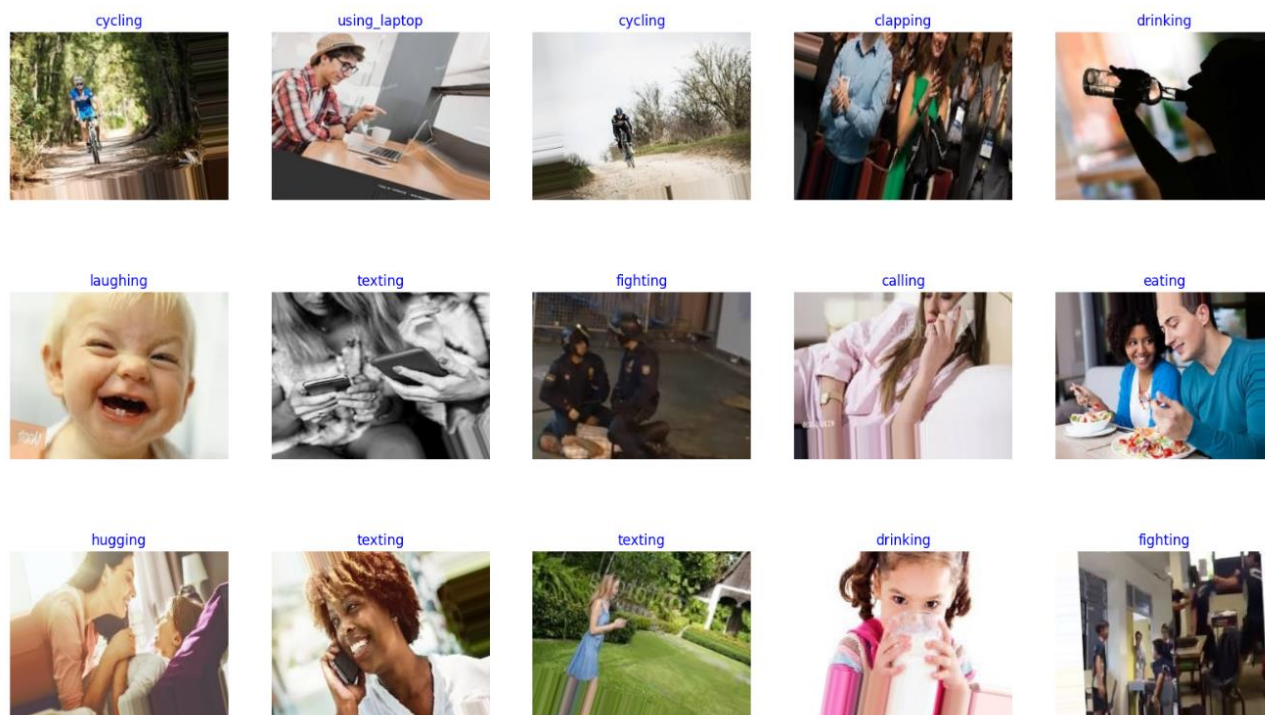 cycling
using_laptop
cycling
clapping
drinking
laughing
texting
fighting
calling
eating
hugging
texting
texting
drinking
fighting